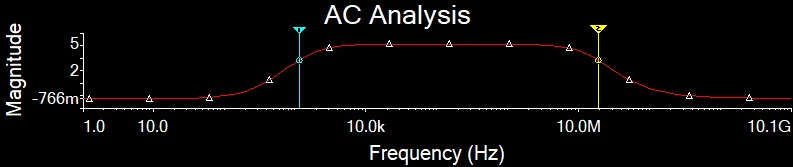 AC Analysis
Magnitude
5
2
-766m
1
2
1.0 10.0 10.0k 10.0M 10.1G
Frequency (Hz)